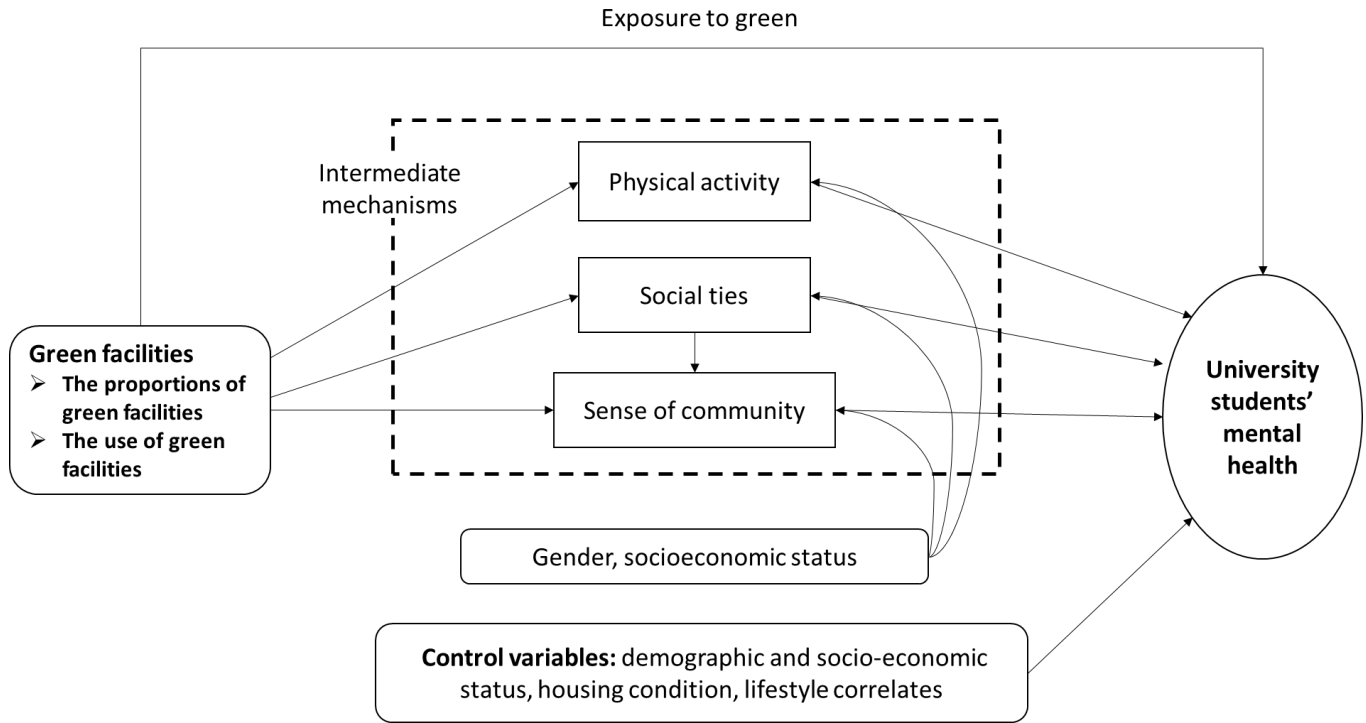 Exposure to green
Intermediate
mechanisms
Physical activity
Social ties
Sense of community
Green facilities
➢ The proportions of
green facilities
➢ The use of green
facilities
University
students’
mental
health
Gender, socioeconomic status
Control variables: demographic and socio-economic
status, housing condition, lifestyle correlates